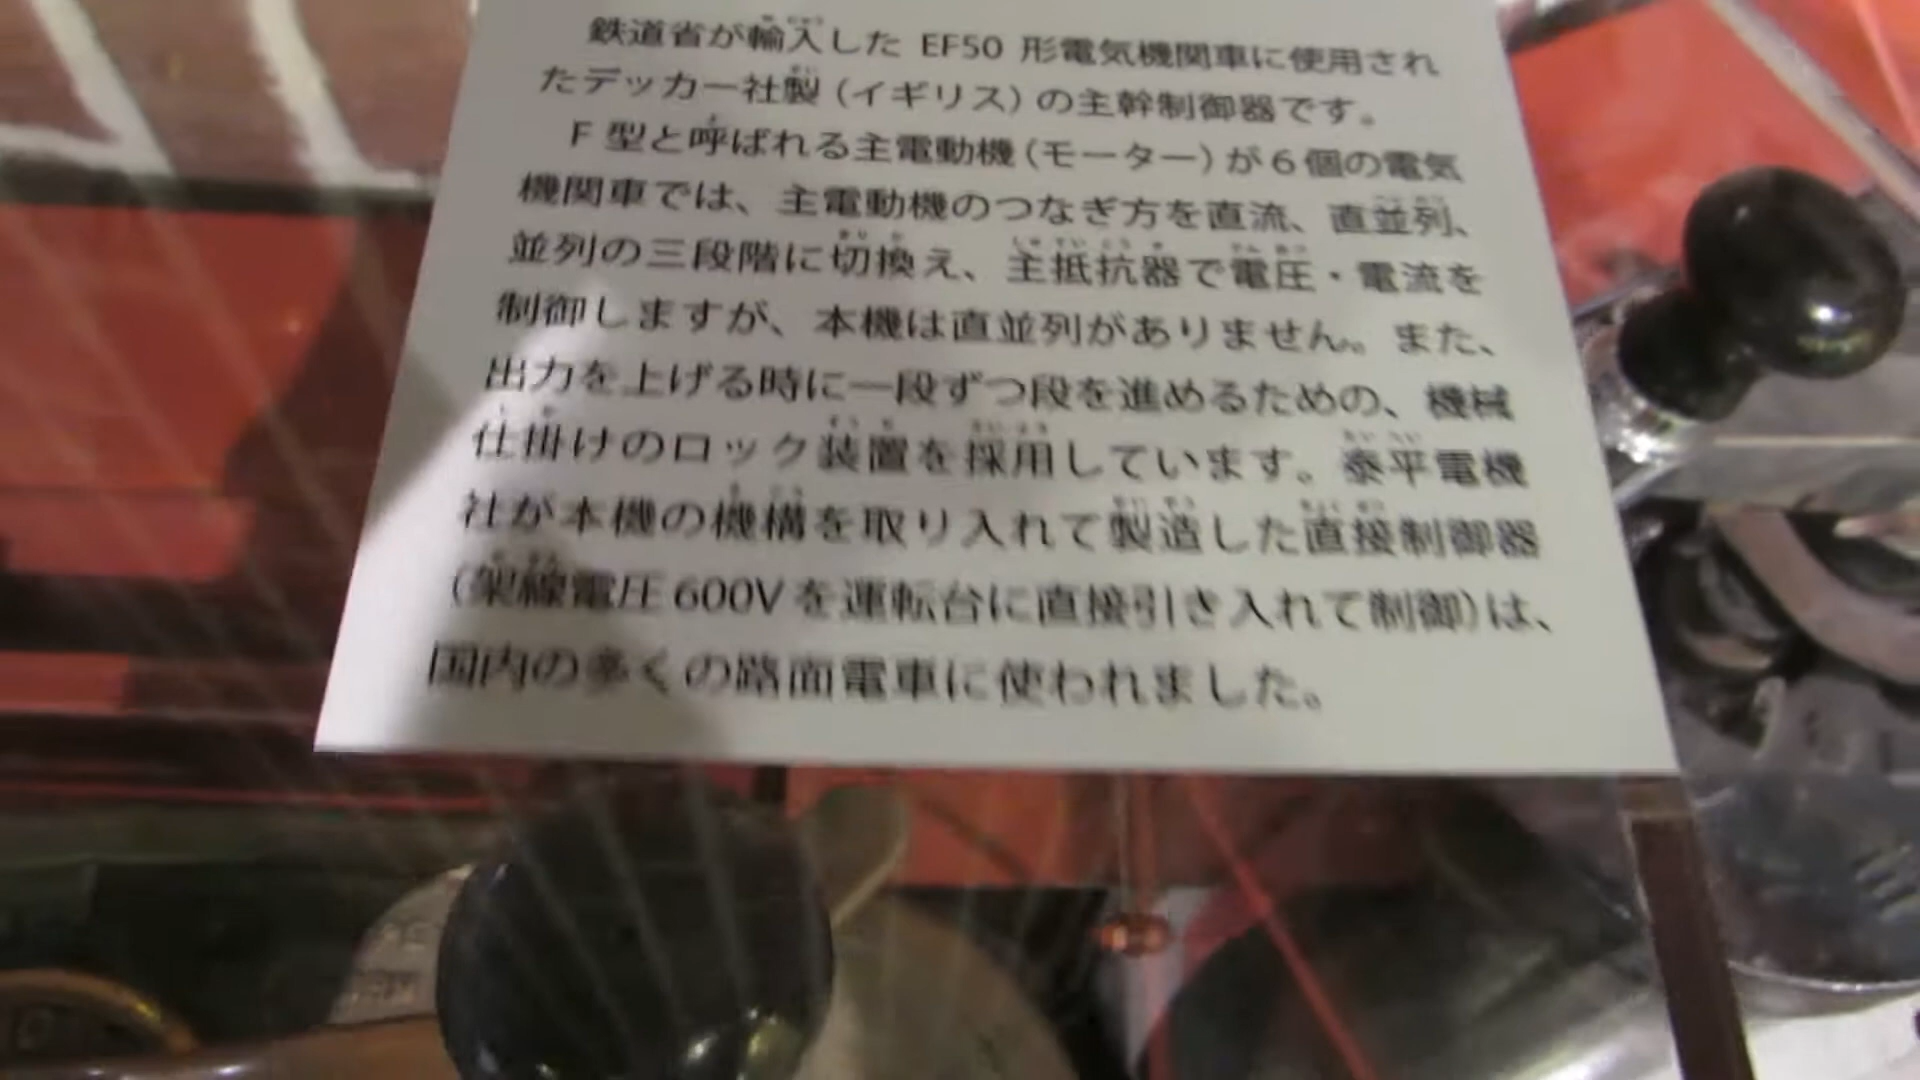 鉄道省が輸入した EF50 形電気機関車に使用され
たデッカー社製（イギリス）の主幹制御器です。
F 型と呼ばれる主電動機（モーター）が6個の電気
機関車では、主電動機のつなぎ方を直流、直並列、
並列の三段階に切換え、主抵抗器で電圧・電流を
制御しますが、本機は直並列がありません。また、
出力を上げる時に一段ずつ段を進めるための、機械
仕掛けのロック装置を採用しています。泰平電機
社が本機の機構を取り入れて製造した直接制御器
（架線電圧600Vを運転台に直接引き入れて制御）は、
国内の多くの路面電車に使われました。